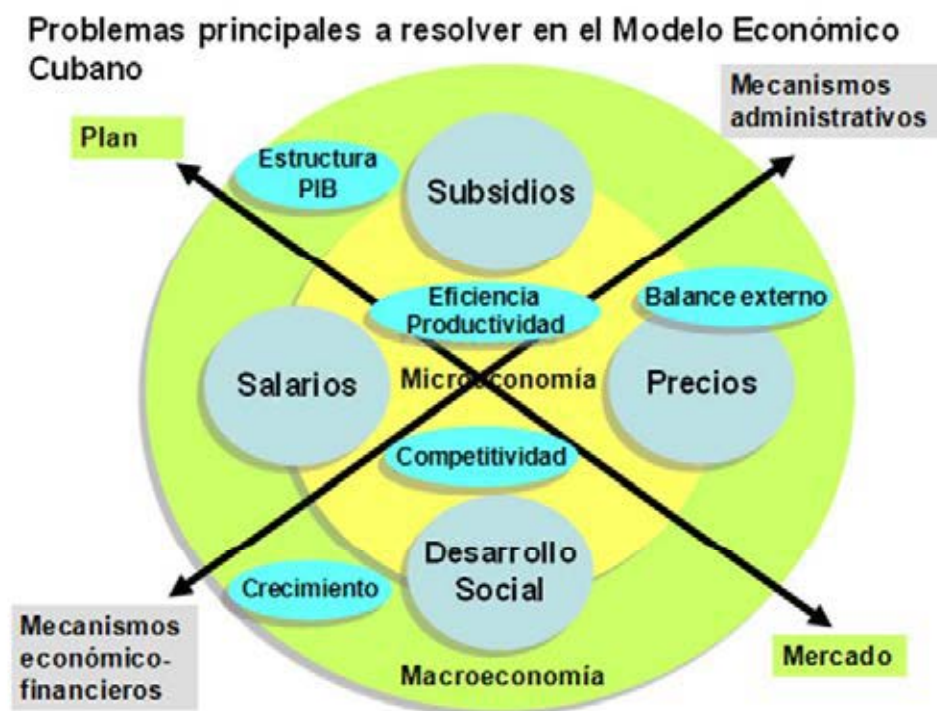 Problemas principales a resolver en el Modelo Económico
Cubano
Mecanismos
administrativos
Plan
Estructura
PIB
Subsidios
Eficiencia
Productividad
Balance externo
Salarios
Microeconomía
Precios
Competitividad
Desarrollo
Social
Crecimiento
Mecanismos
económico-
financieros
Macroeconomía
Mercado